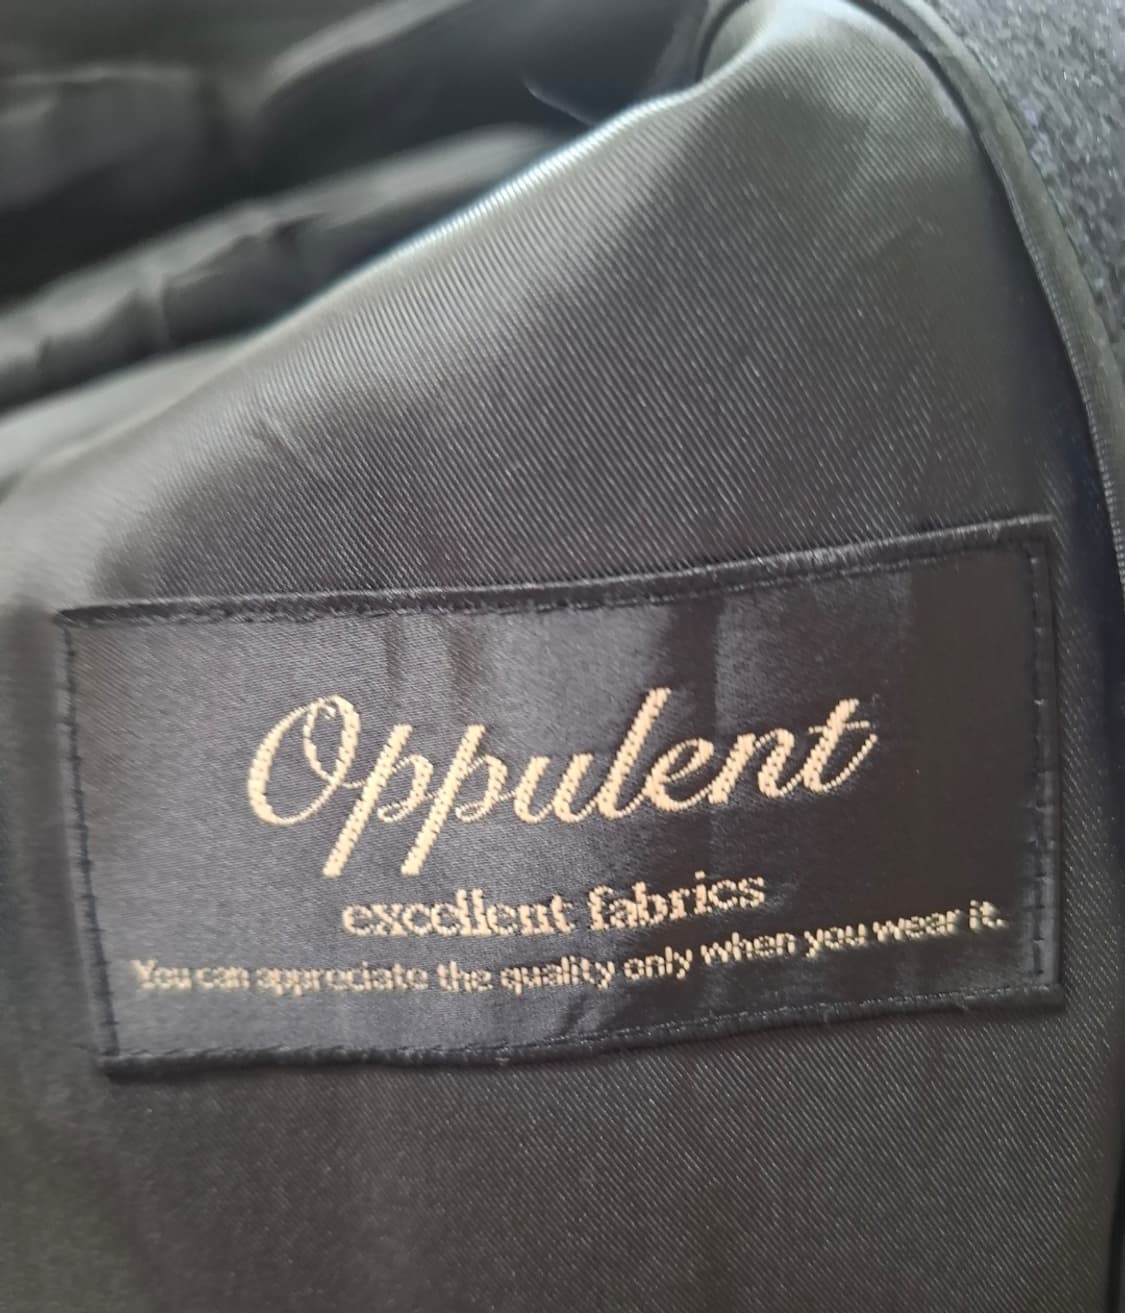 Oppulent
excellent fabrics
You can appreciate the quality only when you wear it.